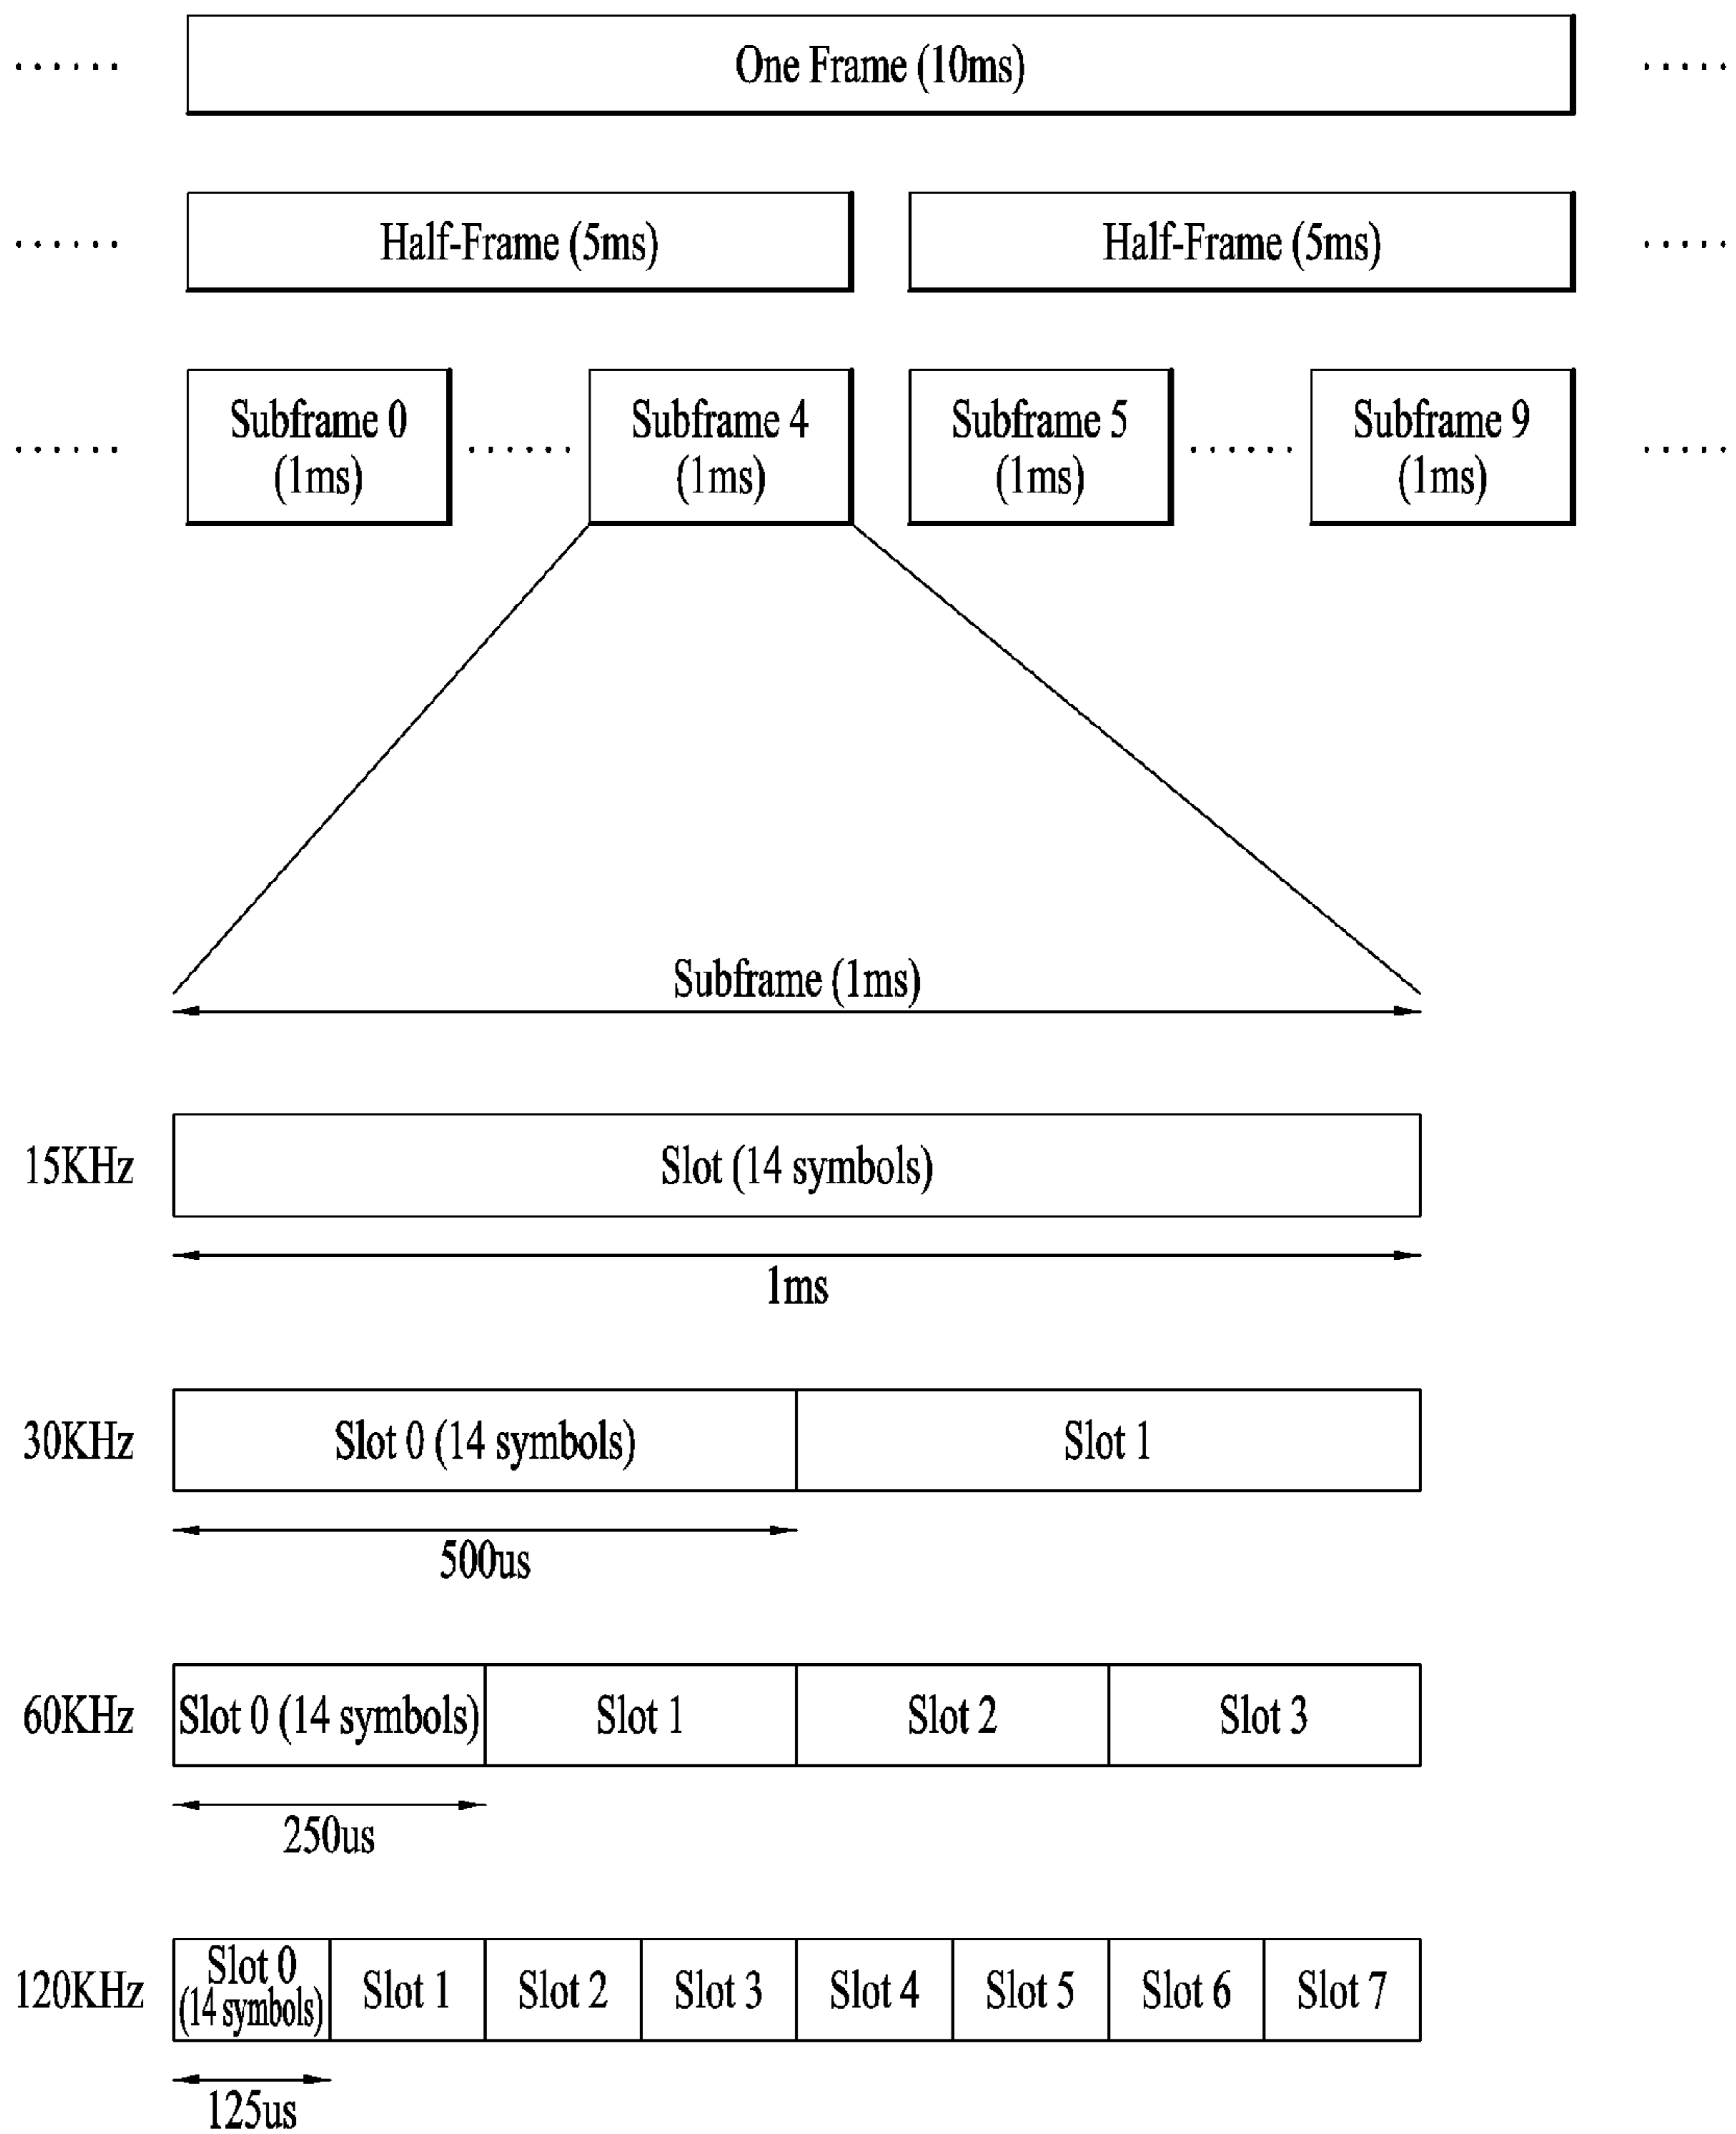 One Frame (10ms)
Half-Frame (5ms)
Half-Frame (5ms)
Subframe 0
(1ms)
Subframe 4
(1ms)
Subframe 5
(1ms)
Subframe 9
(1ms)
Subframe (1ms)
15KHz
Slot (14 symbols)
1ms
30KHz
Slot 0 (14 symbols)
Slot 1
500us
60KHz
Slot 0 (14 symbols)
Slot 1
Slot 2
Slot 3
250us
120KHz
Slot 0
(14 symbols)
Slot 1
Slot 2
Slot 3
Slot 4
Slot 5
Slot 6
Slot 7
125us